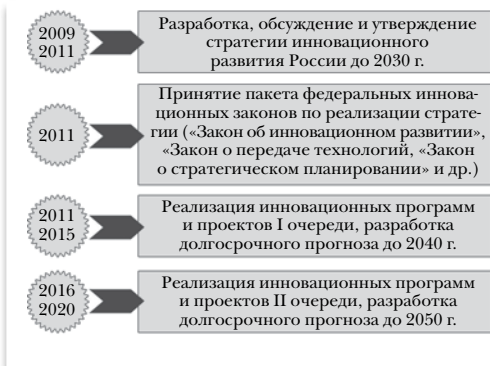 2009
2011
Разработка, обсуждение и утверждение
стратегии инновационного
развития России до 2030 г.
2011
Принятие пакета федеральных иннова-
ционных законов по реализации страте-
гии («Закон об инновационном развитии»,
«Закон о передаче технологий, «Закон
о стратегическом планировании» и др.)
2011
2015
Реализация инновационных программ
и проектов I очереди, разработка
долгосрочного прогноза до 2040 г.
2016
2020
Реализация инновационных программ
и проектов II очереди, разработка
долгосрочного прогноза до 2050 г.